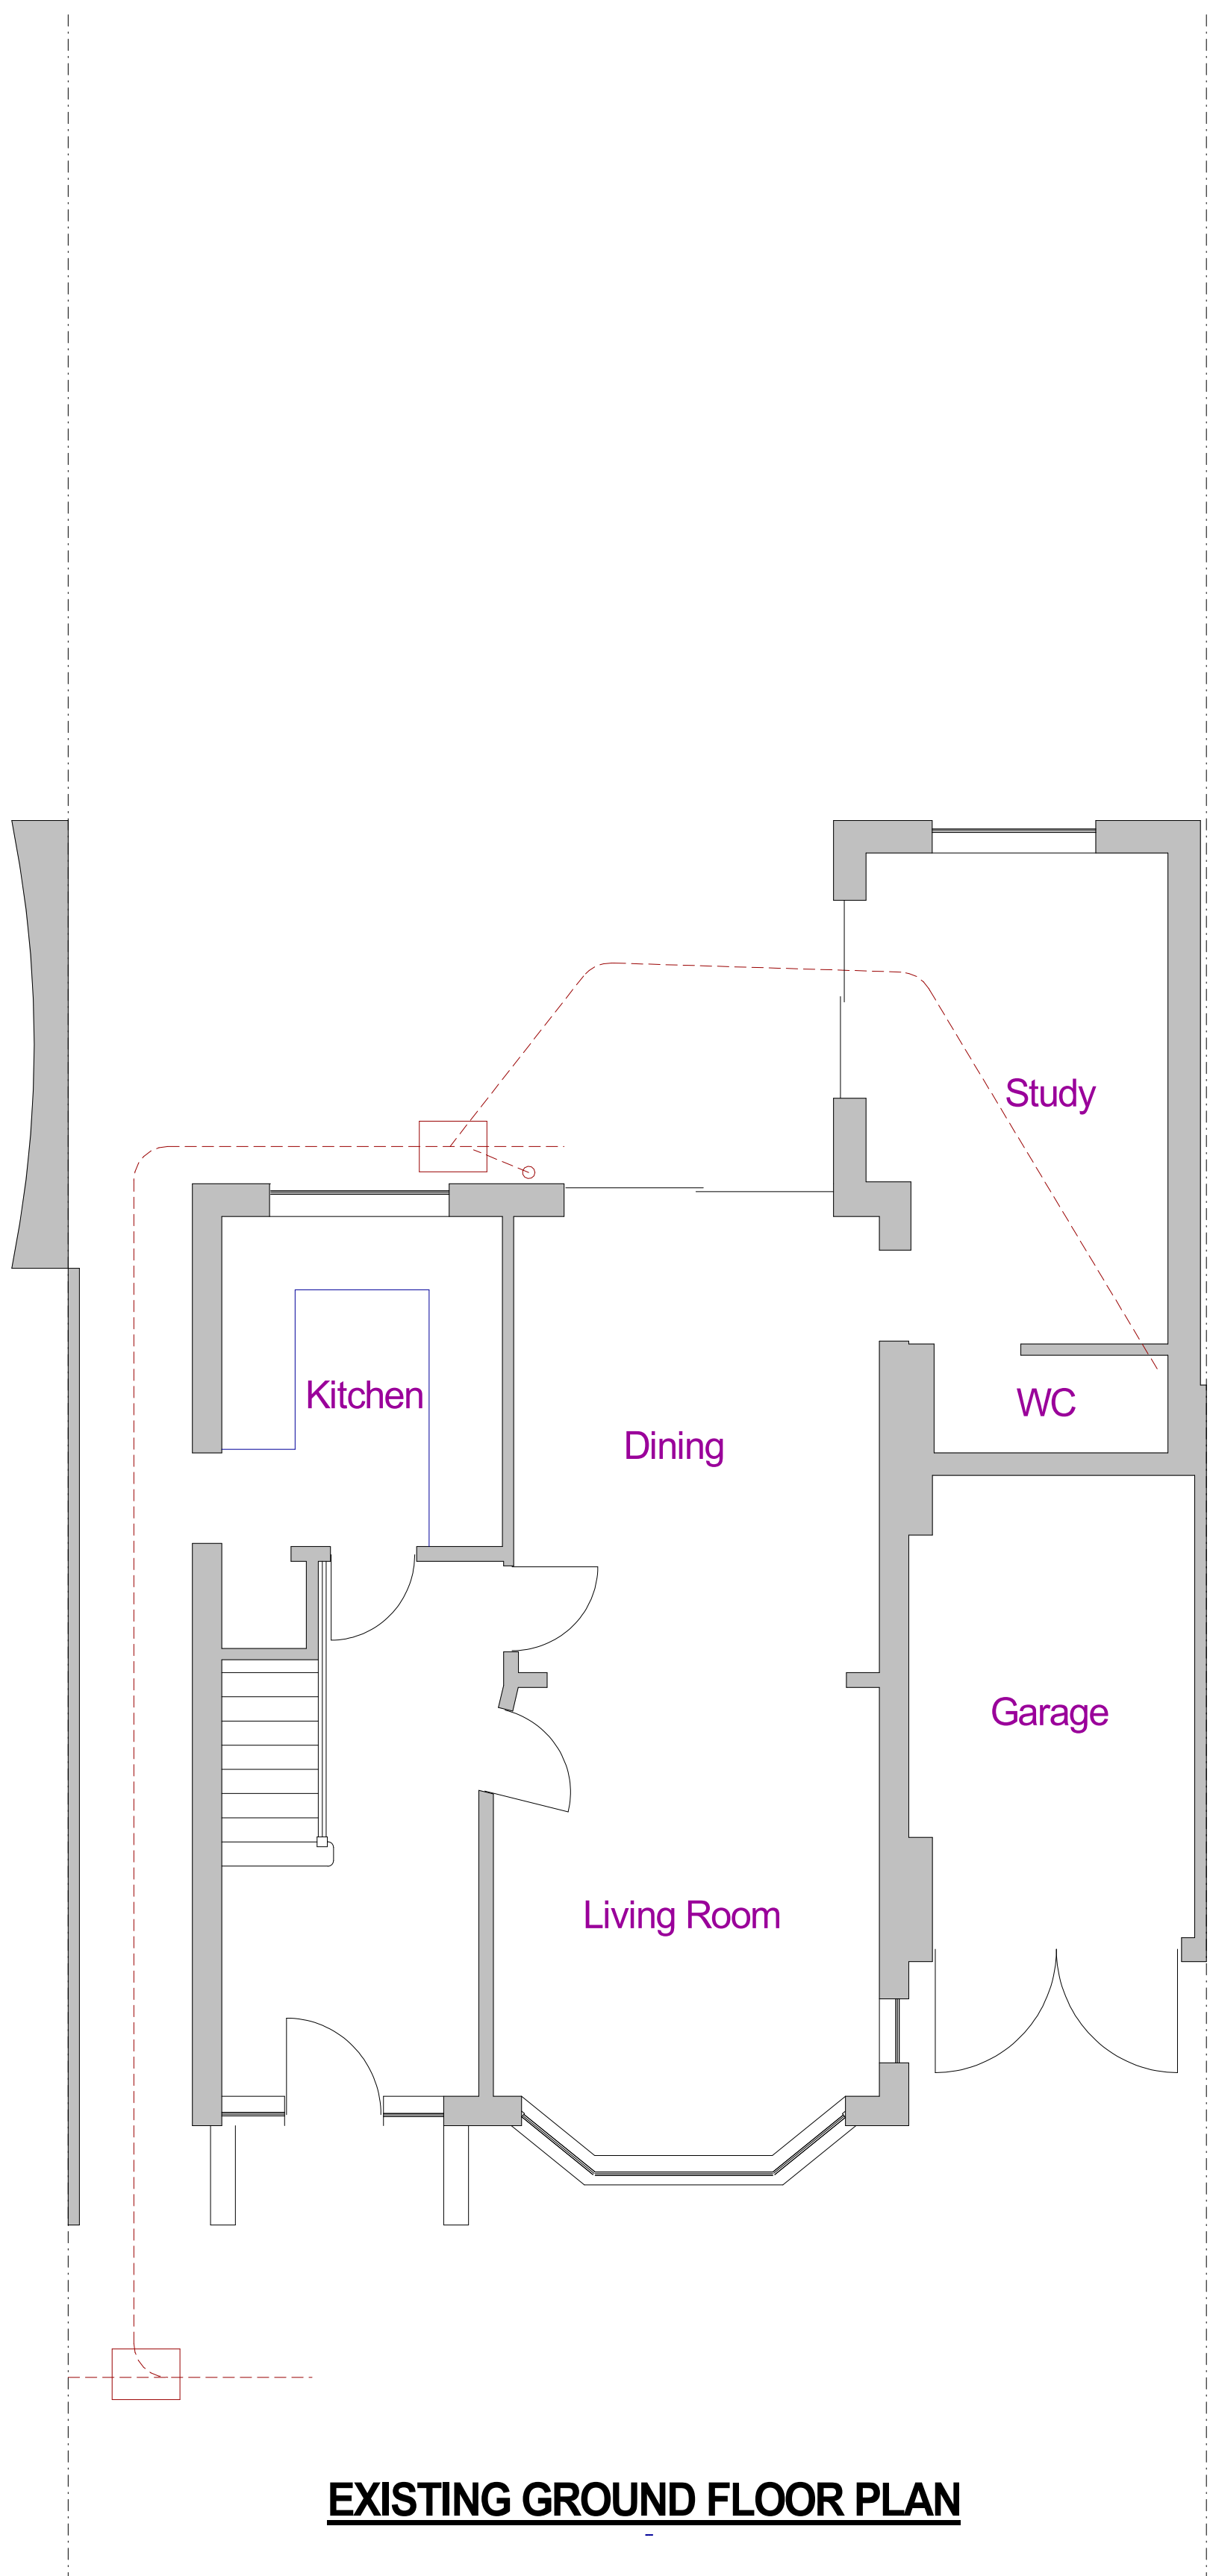 Study
Kitchen
WC
Dining
Garage
Living Room
EXISTING GROUND FLOOR PLAN